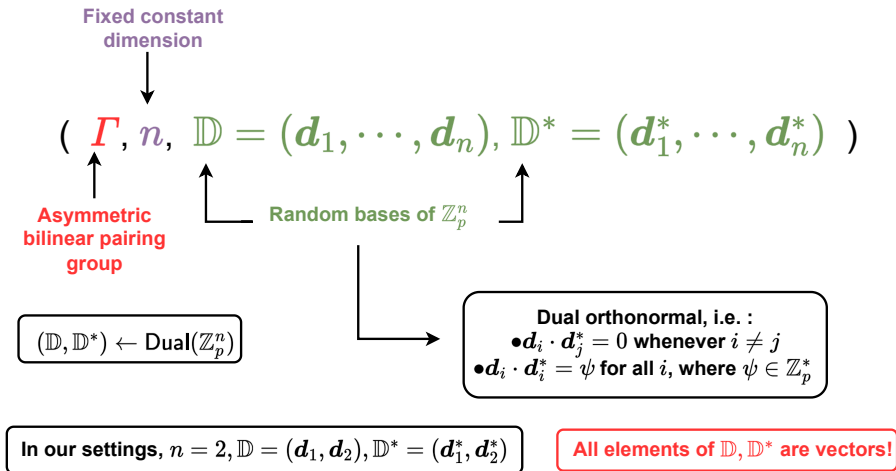 Fixed constant
dimension
( Γ, n, 𝔻 = (d₁, ⋯, dₙ), 𝔻* = (d₁*, ⋯, dₙ*) )
Random bases of ℤₚⁿ
Asymmetric
bilinear pairing
group
(𝔻, 𝔻*) ← Dual(ℤₚⁿ)
Dual orthonormal, i.e. :
•dᵢ · dⱼ* = 0 whenever i ≠ j
•dᵢ · dᵢ* = ψ for all i, where ψ ∈ ℤₚ*
In our settings, n = 2, 𝔻 = (d₁, d₂), 𝔻* = (d₁*, d₂*)
All elements of 𝔻, 𝔻* are vectors!